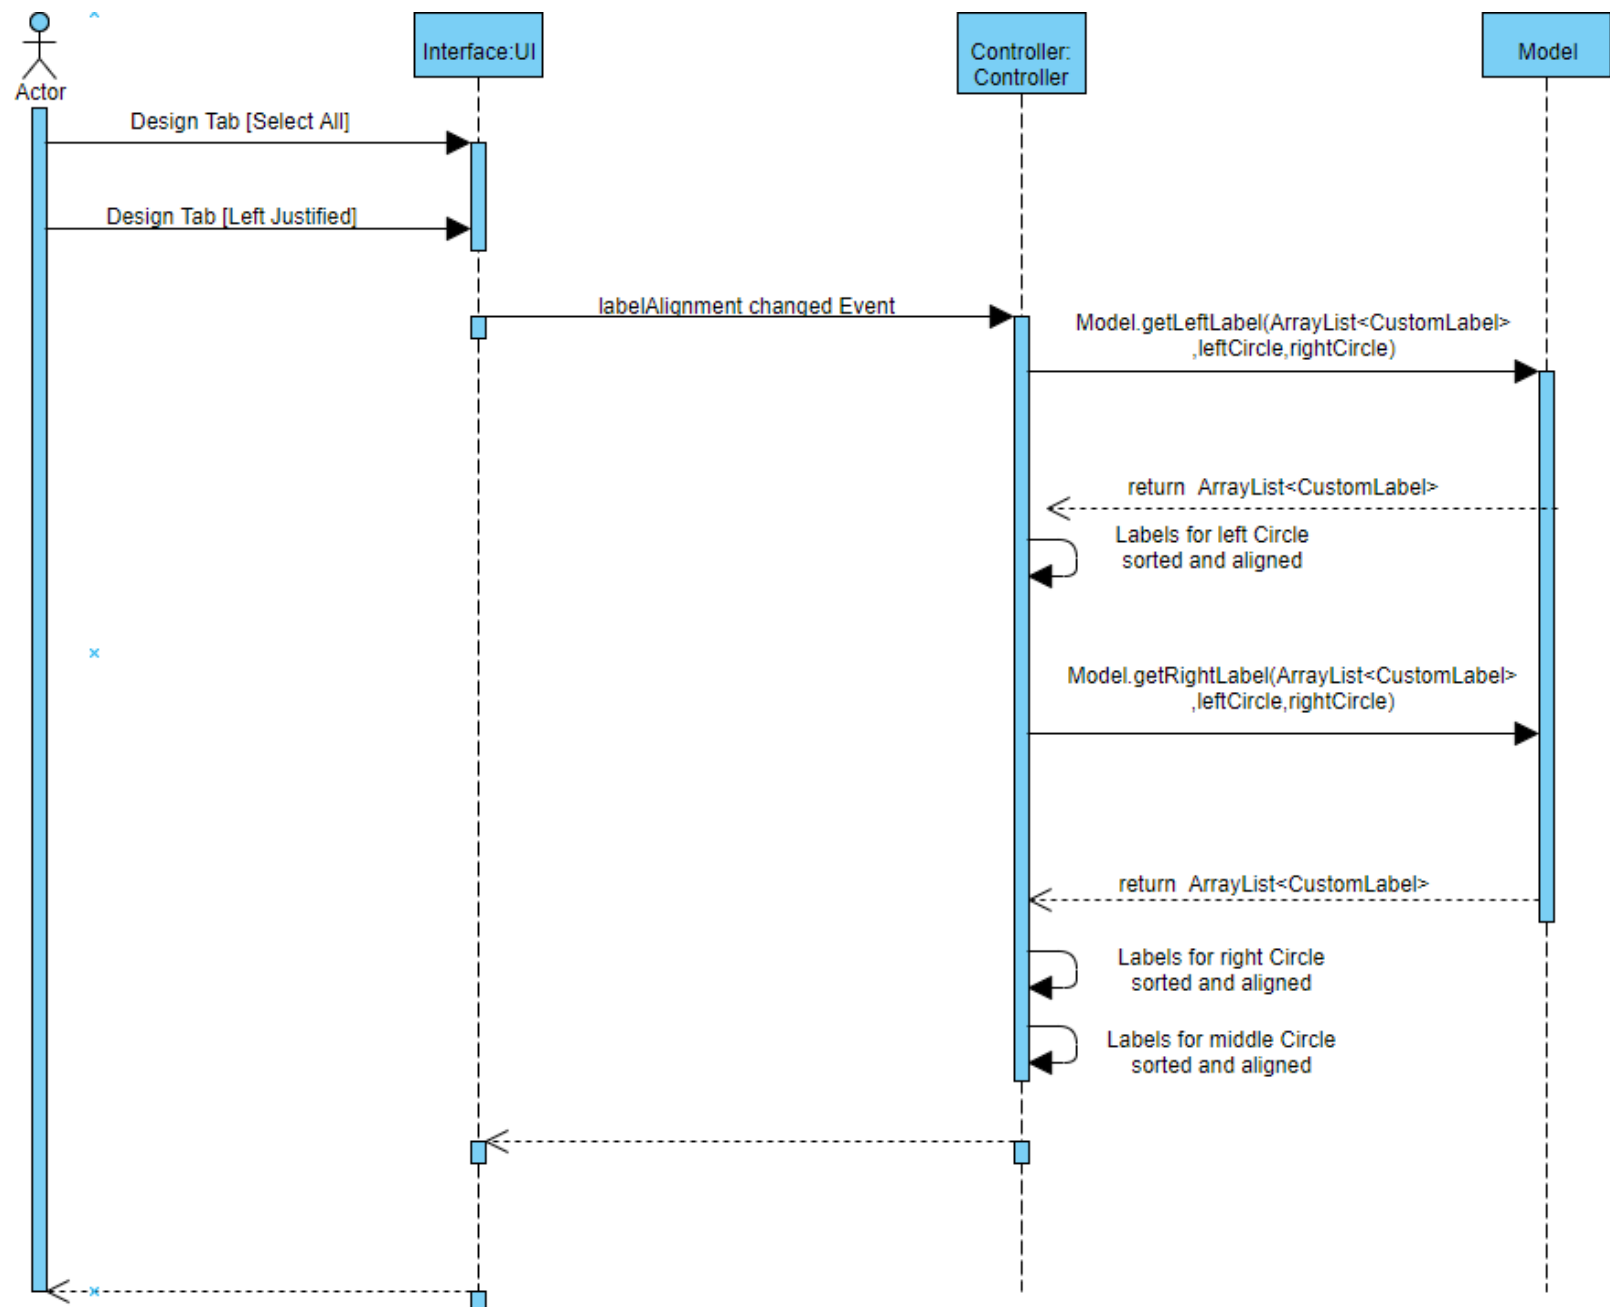 Interface:UI
Controller:
Controller
Model
Actor
Design Tab [Select All]
Design Tab [Left Justified]
labelAlignment changed Event
Model.getLeftLabel(ArrayList<CustomLabel>
,leftCircle,rightCircle)
return ArrayList<CustomLabel>
Labels for left Circle
sorted and aligned
Model.getRightLabel(ArrayList<CustomLabel>
,leftCircle,rightCircle)
return ArrayList<CustomLabel>
Labels for right Circle
sorted and aligned
Labels for middle Circle
sorted and aligned